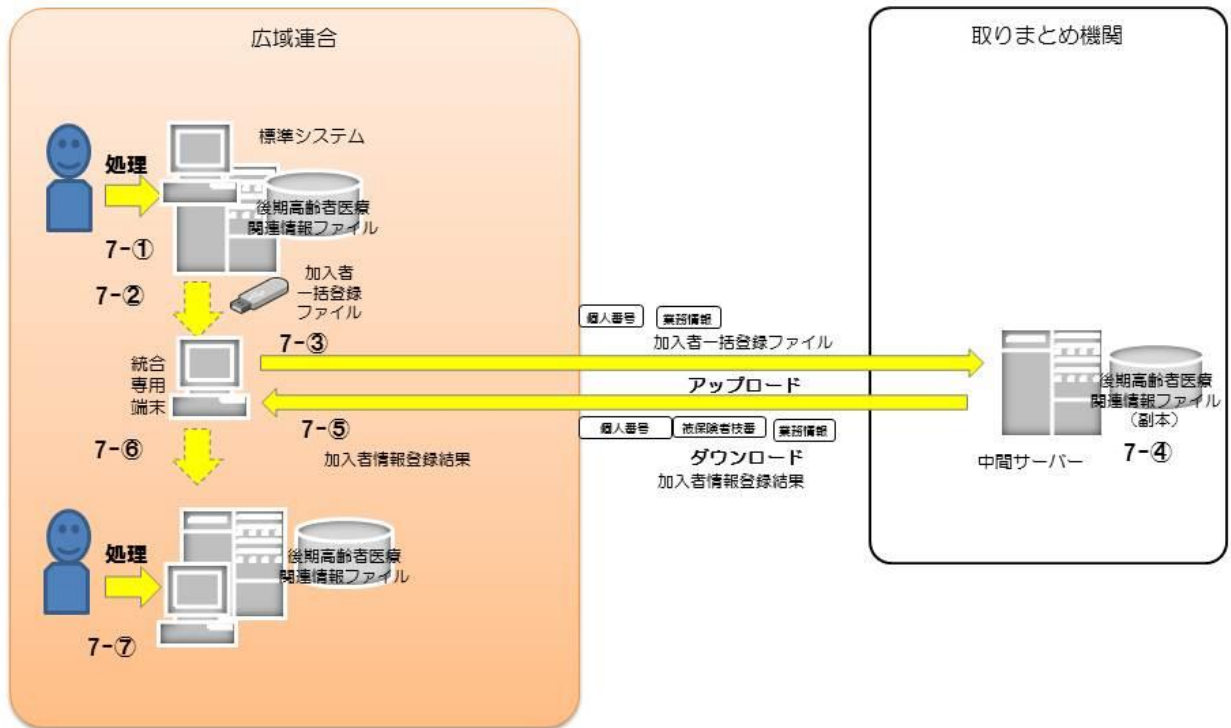 広域連合
取りまとめ機関
標準システム
処理
後期高齢者医療
関連情報ファイル
7-①
7-②
加入者
一括登録
ファイル
7-③
個人番号
業務情報
加入者一括登録ファイル
アップロード
統合
専用
端末
後期高齢者医療
関連情報ファイル
（副本）
7-④
中間サーバー
7-⑤
個人番号
被保険者枝番
業務情報
ダウンロード
加入者情報登録結果
加入者情報登録結果
7-⑥
処理
後期高齢者医療
関連情報ファイル
7-⑦